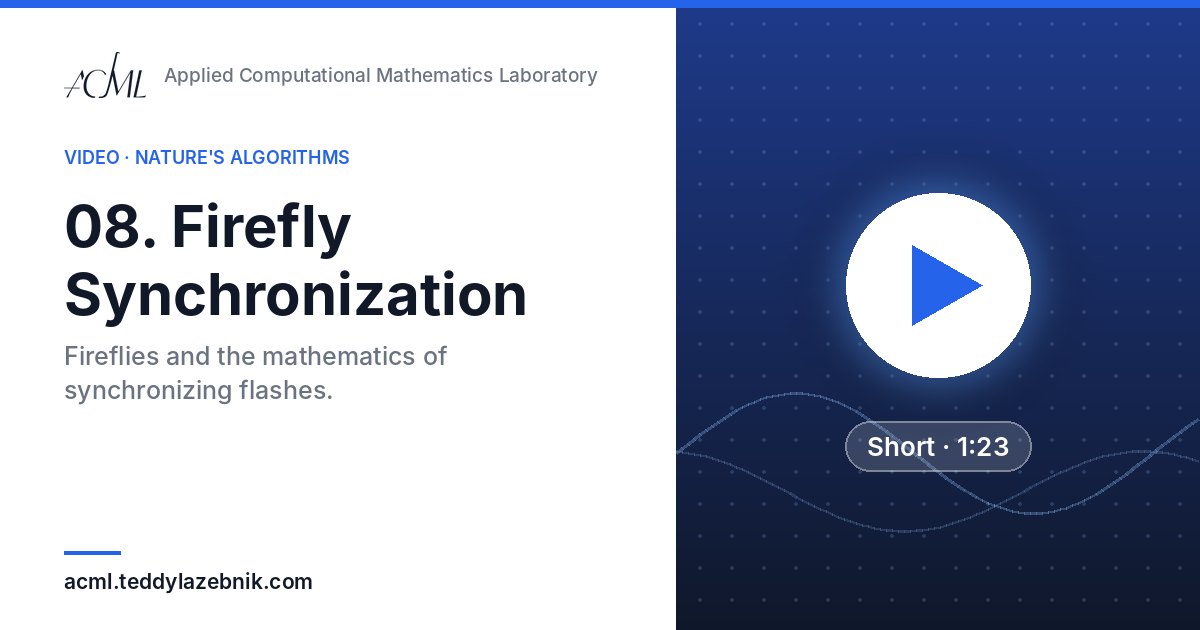 ACML
Applied Computational Mathematics Laboratory
VIDEO · NATURE'S ALGORITHMS
08. Firefly
Synchronization
Fireflies and the mathematics of
synchronizing flashes.
Short · 1:23
acml.teddylazebnik.com